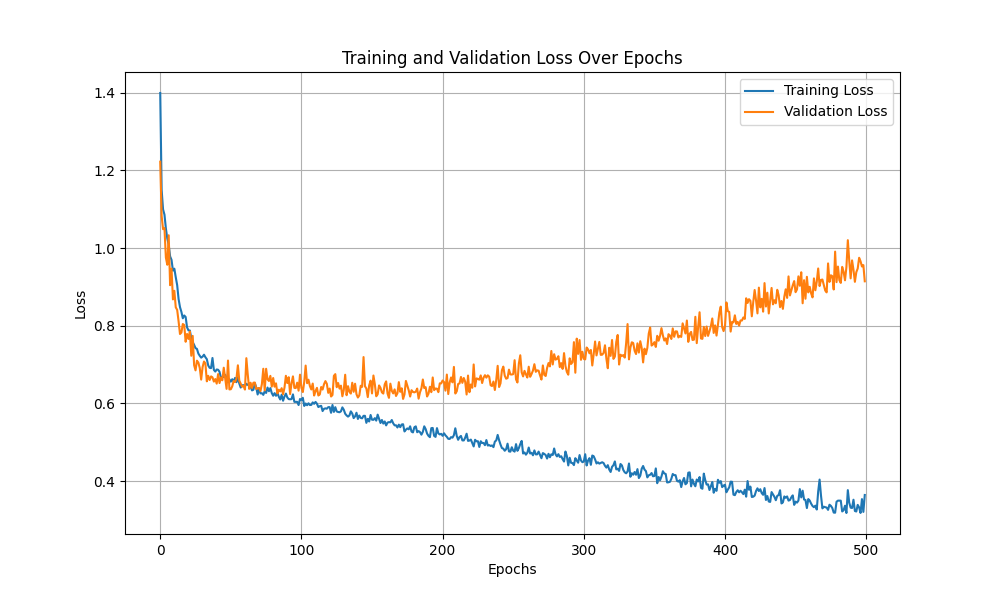 Training and Validation Loss Over Epochs
Training Loss
Validation Loss
1.4
1.2
1.0
0.8
0.6
0.4
Loss
0
100
200
300
400
500
Epochs